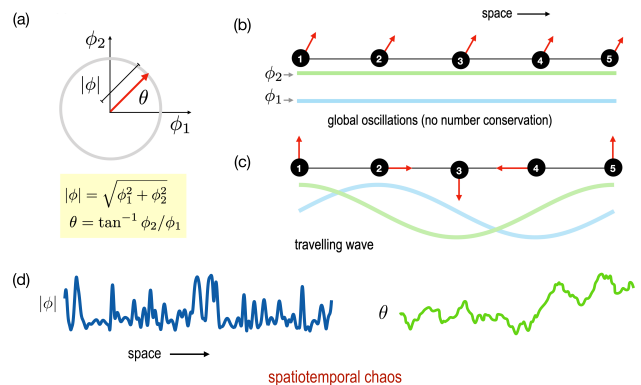 (a)
ϕ2
|ϕ|
θ
ϕ1
|ϕ| = √ϕ1² + ϕ2²
θ = tan⁻¹ ϕ2/ϕ1
(b)
space
1 2 3 4 5
ϕ2
ϕ1
global oscillations (no number conservation)
(c)
1 2 3 4 5
travelling wave
(d)
|ϕ|
θ
space
spatiotemporal chaos